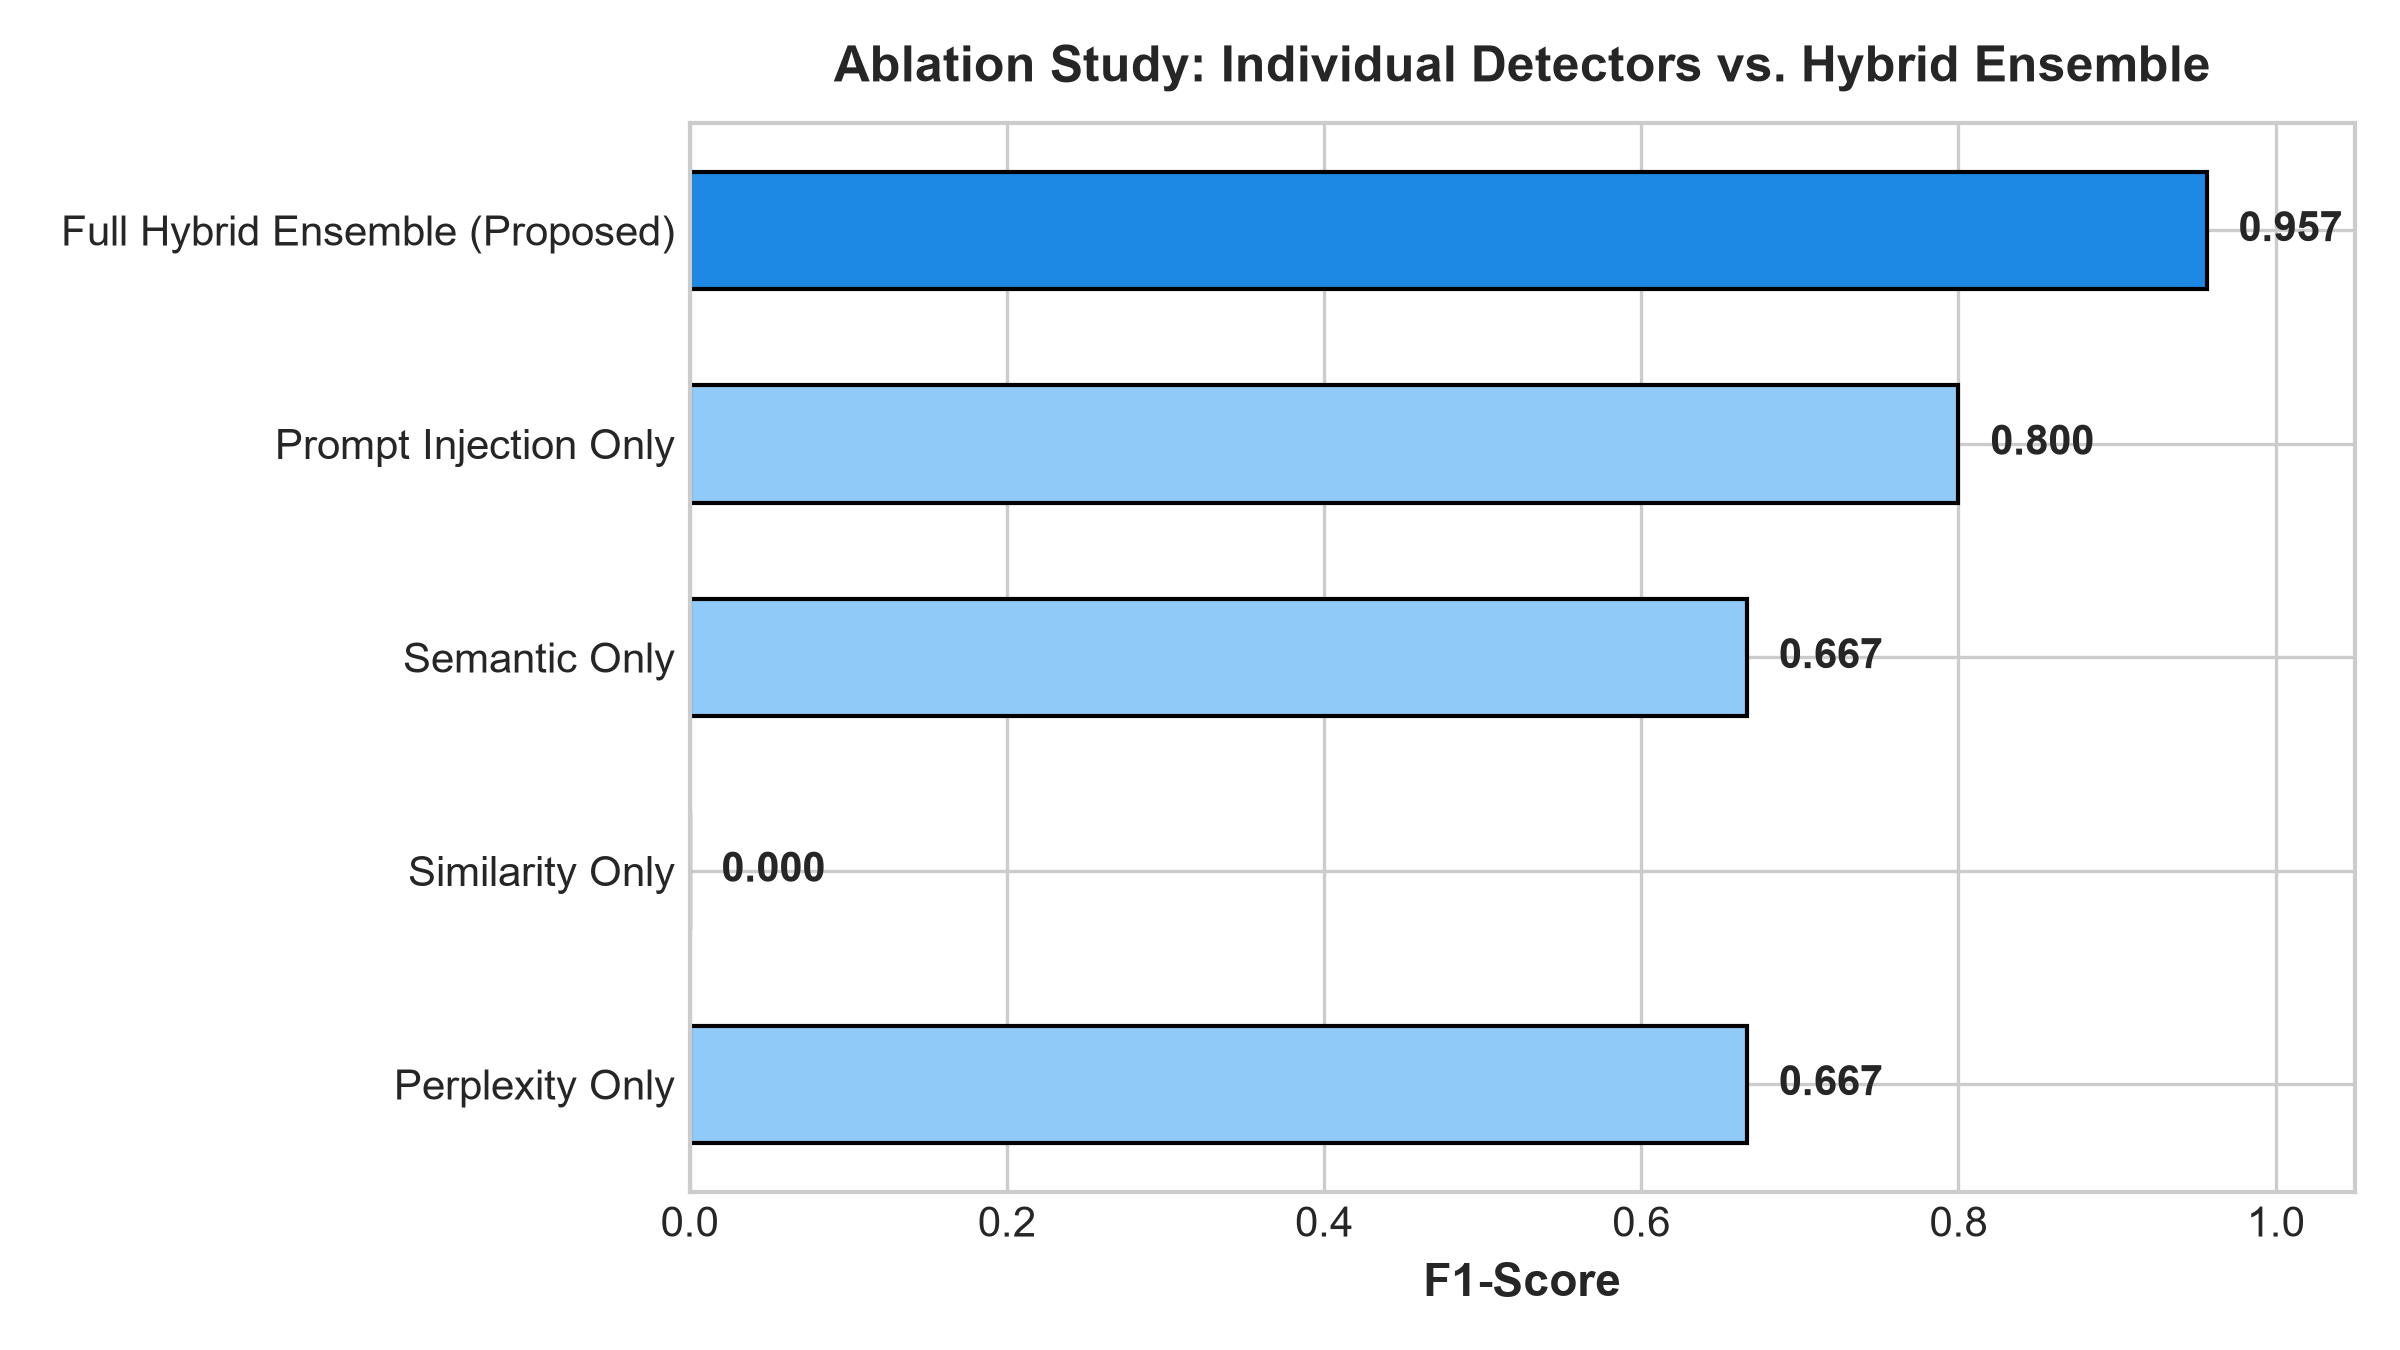 Ablation Study: Individual Detectors vs. Hybrid Ensemble
Full Hybrid Ensemble (Proposed) 0.957
Prompt Injection Only 0.800
Semantic Only 0.667
Similarity Only 0.000
Perplexity Only 0.667
0.0 0.2 0.4 0.6 0.8 1.0
F1-Score